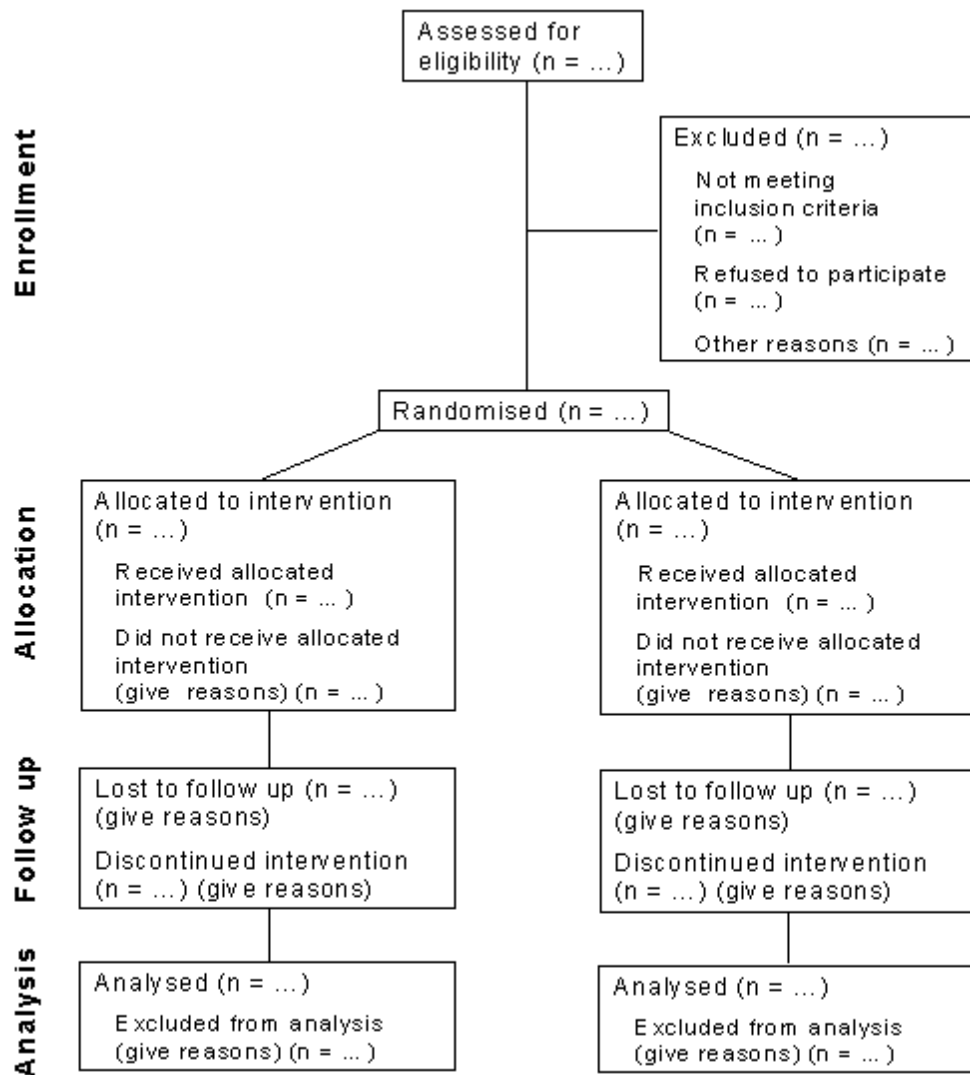 Assessed for
eligibility (n = ...)
Enrollment
Excluded (n = ...)
Not meeting
inclusion criteria
(n = ... )
Refused to participate
(n = ... )
Other reasons (n = ... )
Randomised (n = ...)
Allocation
Allocated to intervention
(n = ...)
Received allocated
intervention (n = ... )
Did not receive allocated
intervention
(give reasons) (n = ... )
Allocated to intervention
(n = ...)
Received allocated
intervention (n = ... )
Did not receive allocated
intervention
(give reasons) (n = ... )
Follow up
Lost to follow up (n = ...)
(give reasons)
Discontinued intervention
(n = ...) (give reasons)
Lost to follow up (n = ...)
(give reasons)
Discontinued intervention
(n = ...) (give reasons)
Analysis
Analysed (n = ...)
Excluded from analysis
(give reasons) (n = ... )
Analysed (n = ...)
Excluded from analysis
(give reasons) (n = ... )